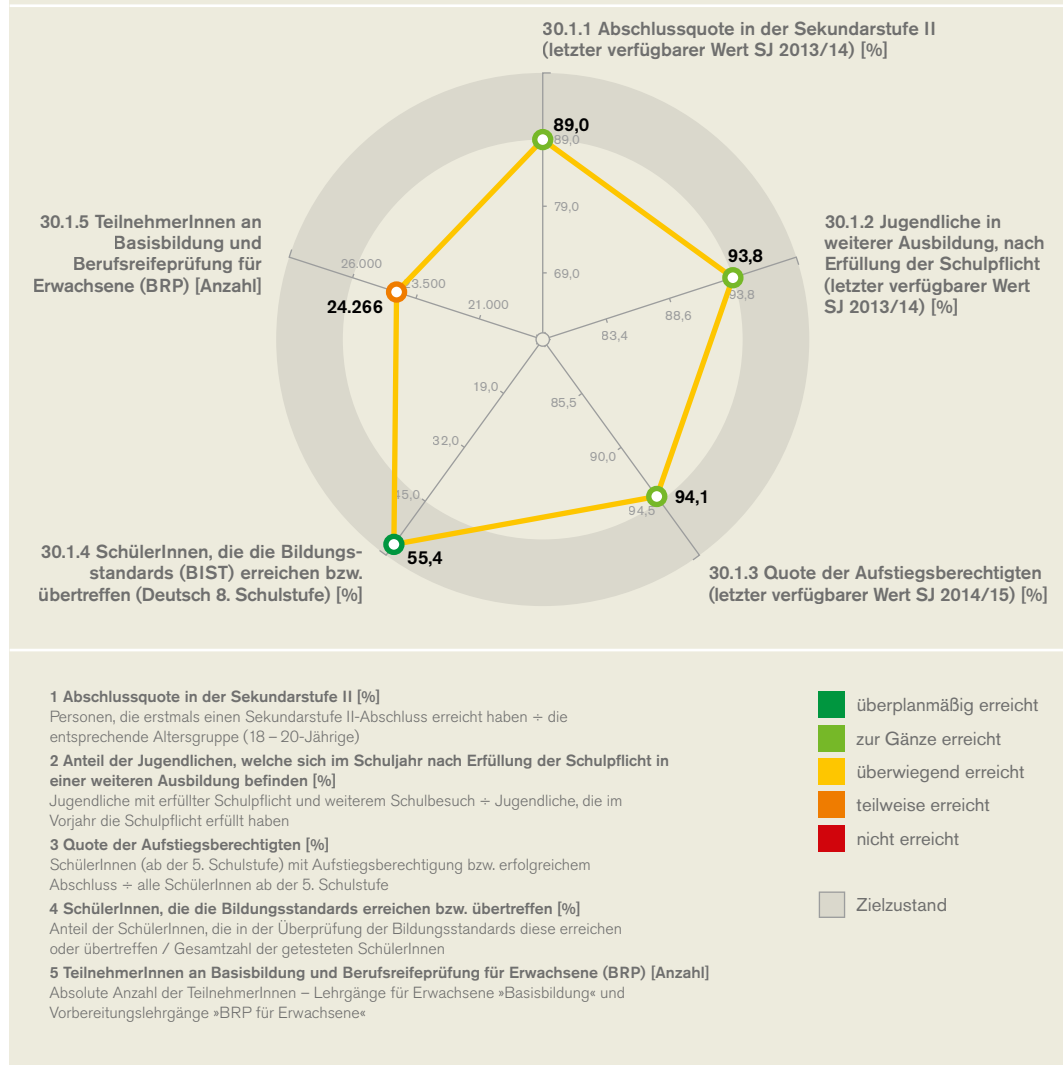 30.1.1 Abschlussquote in der Sekundarstufe II
(letzter verfügbarer Wert SJ 2013/14) [%]
89,0
89,0
79,0
69,0
30.1.2 Jugendliche in
weiterer Ausbildung, nach
Erfüllung der Schulpflicht
(letzter verfügbarer Wert
SJ 2013/14) [%]
93,8
93,8
88,6
83,4
30.1.5 TeilnehmerInnen an
Basisbildung und
Berufsreifeprüfung für
Erwachsene (BRP) [Anzahl]
26.000
23.500
21.000
24.266
85,5
90,0
94,5
94,1
19,0
32,0
45,0
55,4
30.1.4 SchülerInnen, die die Bildungs-
standards (BIST) erreichen bzw.
übertreffen (Deutsch 8. Schulstufe) [%]
30.1.3 Quote der Aufstiegsberechtigten
(letzter verfügbarer Wert SJ 2014/15) [%]
1 Abschlussquote in der Sekundarstufe II [%]
Personen, die erstmals einen Sekundarstufe II-Abschluss erreicht haben ÷ die
entsprechende Altersgruppe (18 – 20-Jährige)
2 Anteil der Jugendlichen, welche sich im Schuljahr nach Erfüllung der Schulpflicht in
einer weiteren Ausbildung befinden [%]
Jugendliche mit erfüllter Schulpflicht und weiterem Schulbesuch ÷ Jugendliche, die im
Vorjahr die Schulpflicht erfüllt haben
3 Quote der Aufstiegsberechtigten [%]
SchülerInnen (ab der 5. Schulstufe) mit Aufstiegsberechtigung bzw. erfolgreichem
Abschluss ÷ alle SchülerInnen ab der 5. Schulstufe
4 SchülerInnen, die die Bildungsstandards erreichen bzw. übertreffen [%]
Anteil der SchülerInnen, die in der Überprüfung der Bildungsstandards diese erreichen
oder übertreffen / Gesamtzahl der getesteten SchülerInnen
5 TeilnehmerInnen an Basisbildung und Berufsreifeprüfung für Erwachsene (BRP) [Anzahl]
Absolute Anzahl der TeilnehmerInnen – Lehrgänge für Erwachsene »Basisbildung« und
Vorbereitungslehrgänge »BRP für Erwachsene«
überplanmäßig erreicht
zur Gänze erreicht
überwiegend erreicht
teilweise erreicht
nicht erreicht
Zielzustand